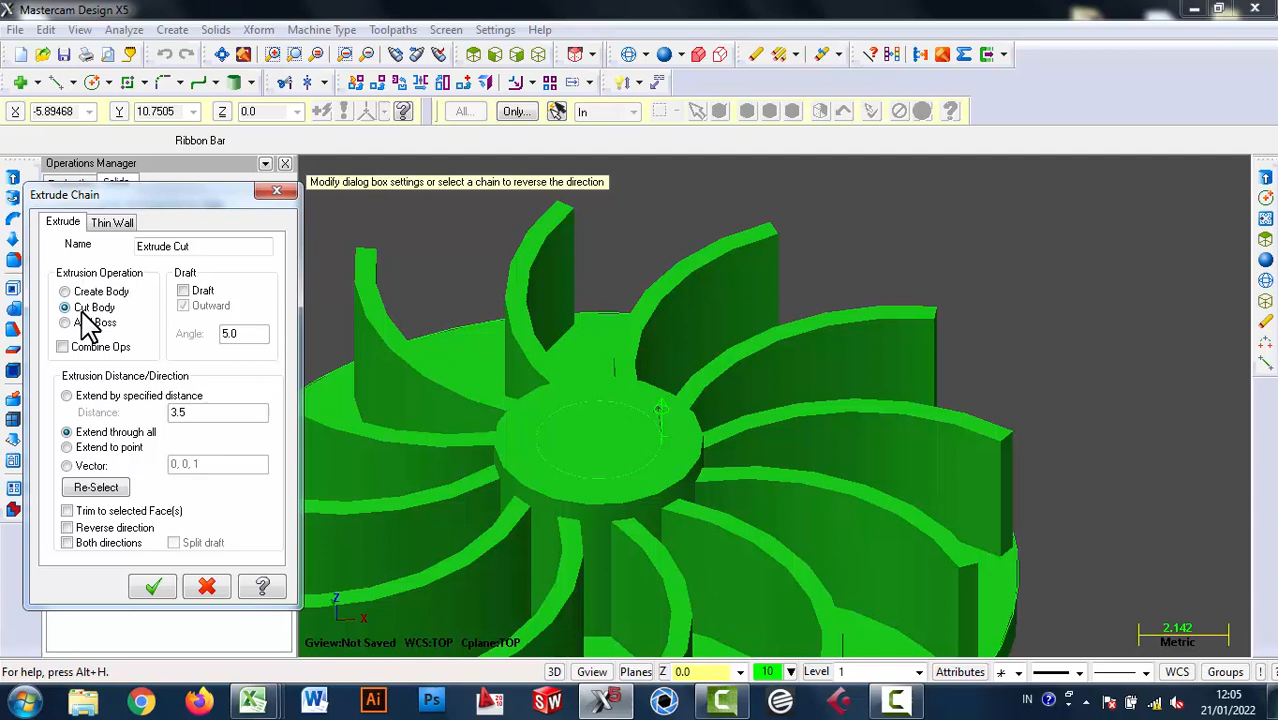 Mastercam Design X5
File Edit View Analyze Create Solids Xform Machine Type Toolpaths Screen Settings Help
X -5.89468 Y 10.7505 Z 0.0 All... Only... In
Ribbon Bar
Operations Manager
Solids
Extrude Chain
Modify dialog box settings or select a chain to reverse the direction
Extrude Thin Wall
Name Extrude Cut
Extrusion Operation
Create Body
Cut Body
Boss
Combine Ops
Draft
Draft
Outward
Angle: 5.0
Extrusion Distance/Direction
Extend by specified distance
Distance: 3.5
Extend through all
Extend to point
Vector: 0, 0, 1
Re-Select
Trim to selected Face(s)
Reverse direction
Both directions Split draft
Z
X
Gview:Not Saved WCS:TOP Cplane:TOP
2.142
Metric
For help, press Alt+H.
3D Gview Planes Z 0.0 10 Level 1 Attributes WCS Groups
IN 12:05
21/01/2022